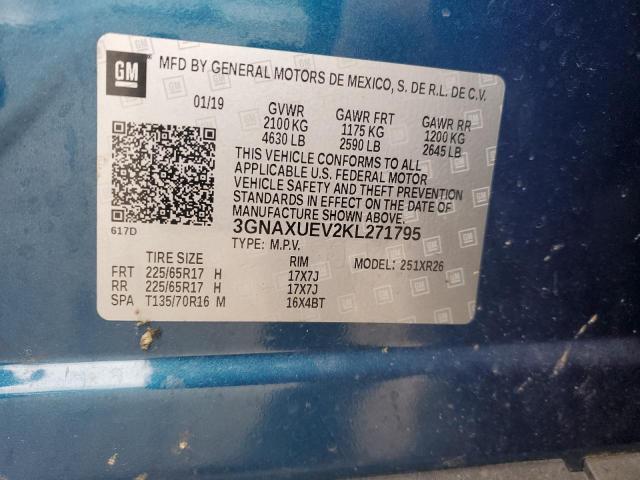 GM
MFD BY GENERAL MOTORS DE MEXICO, S. DE R.L. DE C.V.
01/19 GVWR GAWR FRT GAWR RR
2100 KG 1175 KG 1200 KG
4630 LB 2590 LB 2645 LB
THIS VEHICLE CONFORMS TO ALL
APPLICABLE U.S. FEDERAL MOTOR
VEHICLE SAFETY AND THEFT PREVENTION
STANDARDS IN EFFECT ON THE DATE OF
MANUFACTURE SHOWN ABOVE.
617D
3GNAXUEV2KL271795
TYPE: M.P.V.
TIRE SIZE RIM MODEL: 251XR26
FRT 225/65R17 H 17X7J
RR 225/65R17 H 17X7J
SPA T135/70R16 M 16X4BT